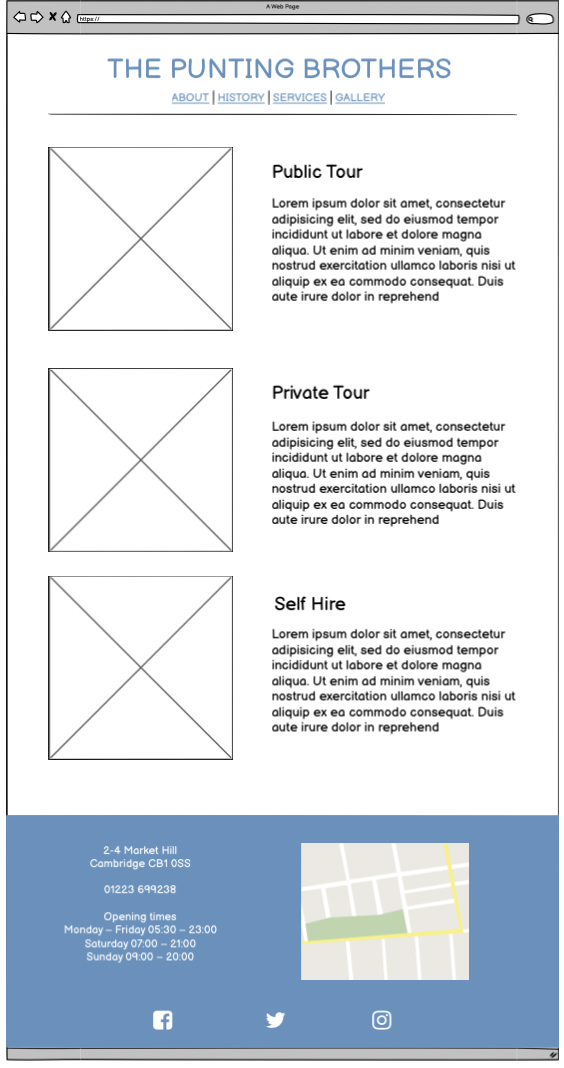 A Web Page
https://
THE PUNTING BROTHERS
ABOUT | HISTORY | SERVICES | GALLERY
Public Tour
Lorem ipsum dolor sit amet, consectetur
adipisicing elit, sed do eiusmod tempor
incididunt ut labore et dolore magna
aliqua. Ut enim ad minim veniam, quis
nostrud exercitation ullamco laboris nisi ut
aliquip ex ea commodo consequat. Duis
aute irure dolor in reprehend
Private Tour
Lorem ipsum dolor sit amet, consectetur
adipisicing elit, sed do eiusmod tempor
incididunt ut labore et dolore magna
aliqua. Ut enim ad minim veniam, quis
nostrud exercitation ullamco laboris nisi ut
aliquip ex ea commodo consequat. Duis
aute irure dolor in reprehend
Self Hire
Lorem ipsum dolor sit amet, consectetur
adipisicing elit, sed do eiusmod tempor
incididunt ut labore et dolore magna
aliqua. Ut enim ad minim veniam, quis
nostrud exercitation ullamco laboris nisi ut
aliquip ex ea commodo consequat. Duis
aute irure dolor in reprehend
2-4 Market Hill
Cambridge CB1 0SS
01223 699238
Opening times
Monday – Friday 05:30 – 23:00
Saturday 07:00 – 21:00
Sunday 09:00 – 20:00